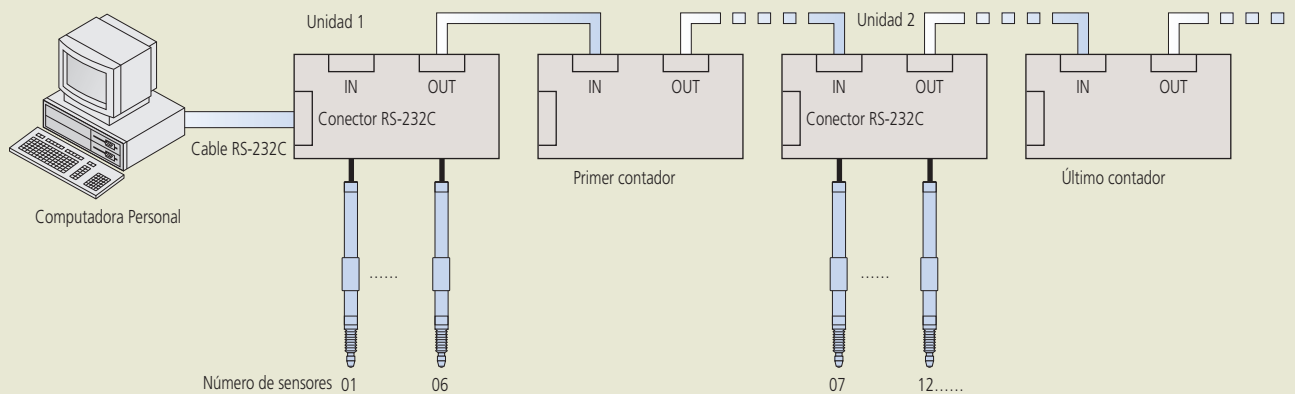 Unidad 1
Unidad 2
IN OUT
IN OUT
IN OUT
IN OUT
Conector RS-232C
Conector RS-232C
Cable RS-232C
Primer contador
Último contador
Computadora Personal
......
......
Número de sensores 01 06 07 12......